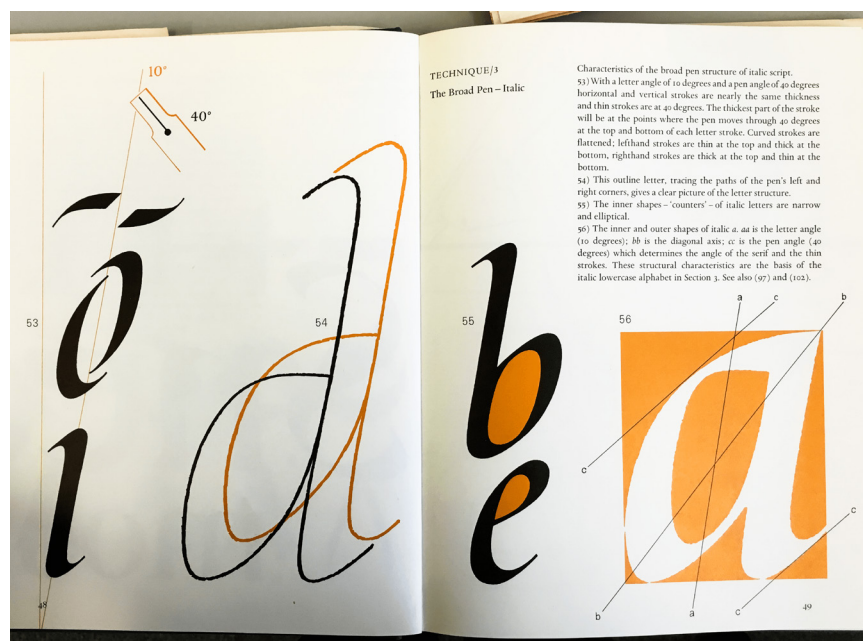 10°
40°
53
54
48
TECHNIQUE/3
The Broad Pen – Italic
Characteristics of the broad pen structure of italic script.
53) With a letter angle of 10 degrees and a pen angle of 40 degrees
horizontal and vertical strokes are nearly the same thickness
and thin strokes are at 40 degrees. The thickest part of the stroke
will be at the points where the pen moves through 40 degrees
at the top and bottom of each letter stroke. Curved strokes are
flattened; lefthand strokes are thin at the top and thick at the
bottom, righthand strokes are thick at the top and thin at the
bottom.
54) This outline letter, tracing the paths of the pen's left and
right corners, gives a clear picture of the letter structure.
55) The inner shapes – 'counters' – of italic letters are narrow
and elliptical.
56) The inner and outer shapes of italic a. aa is the letter angle
(10 degrees); bb is the diagonal axis; cc is the pen angle (40
degrees) which determines the angle of the serif and the thin
strokes. These structural characteristics are the basis of the
italic lowercase alphabet in Section 3. See also (97) and (102).
o
l
d
55
b
e
56
a c b
a
c
c
b a c
49